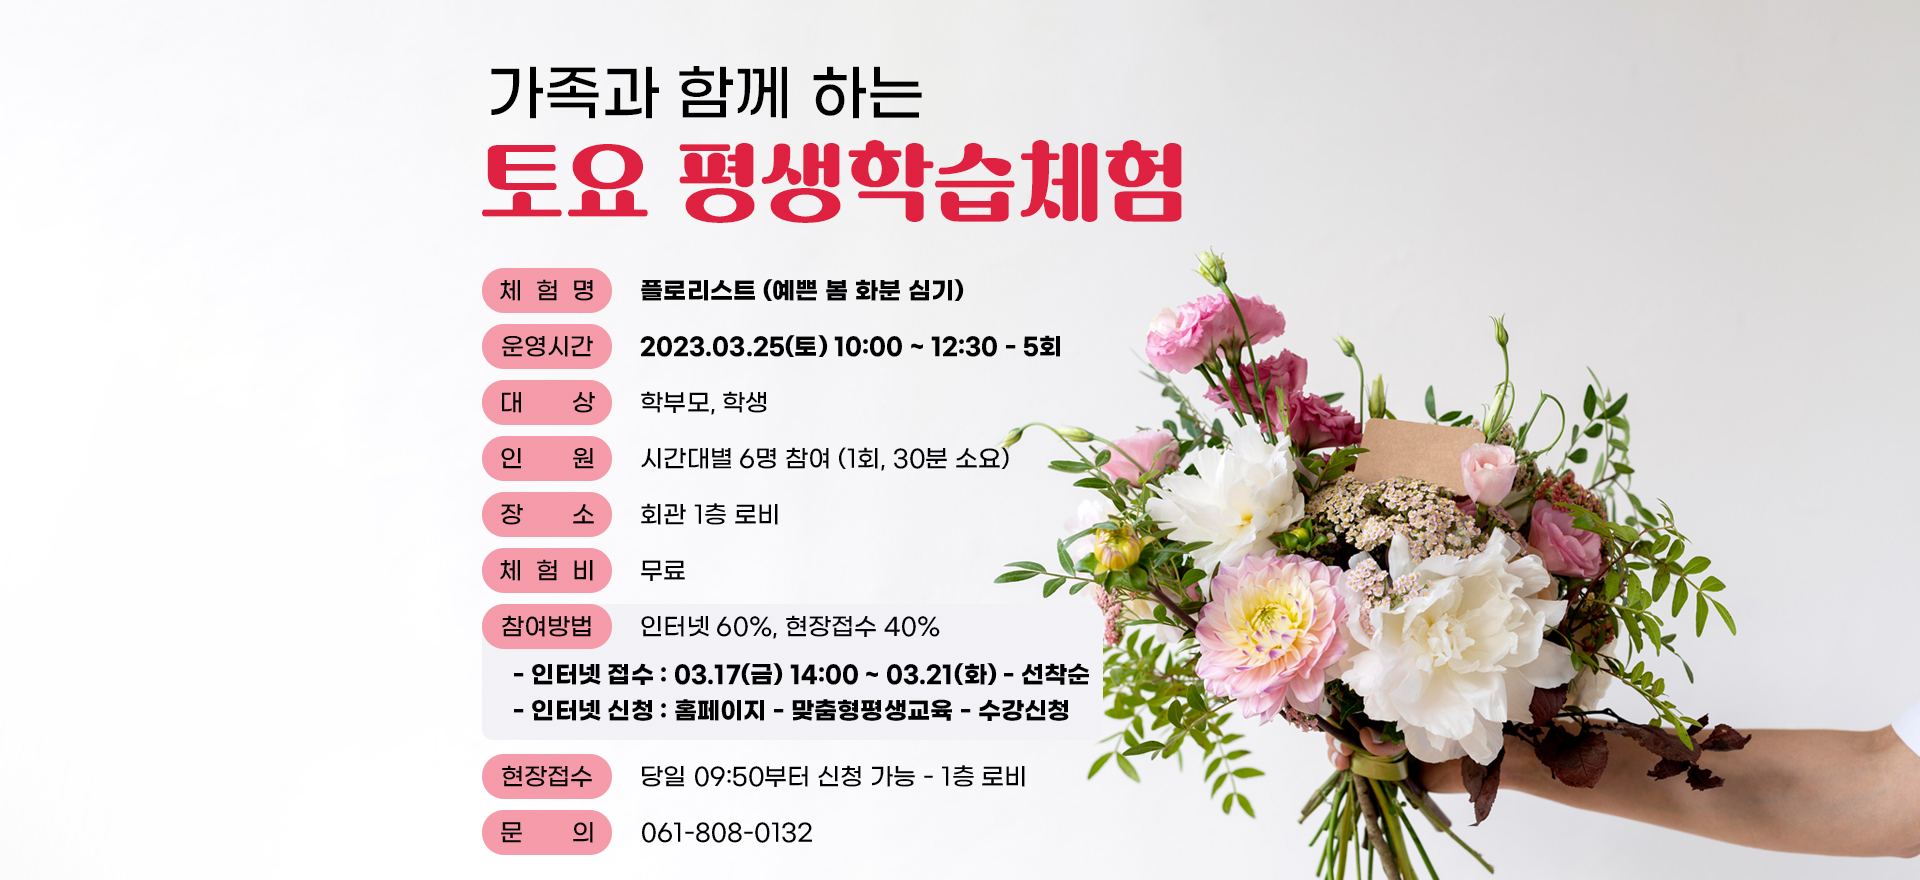 가족과 함께 하는
토요 평생학습체험
체 험 명 플로리스트 (예쁜 봄 화분 심기)
운영시간 2023.03.25(토) 10:00 ~ 12:30 - 5회
대 상 학부모, 학생
인 원 시간대별 6명 참여 (1회, 30분 소요)
장 소 회관 1층 로비
체 험 비 무료
참여방법 인터넷 60%, 현장접수 40%
- 인터넷 접수 : 03.17(금) 14:00 ~ 03.21(화) - 선착순
- 인터넷 신청 : 홈페이지 - 맞춤형평생교육 - 수강신청
현장접수 당일 09:50부터 신청 가능 - 1층 로비
문 의 061-808-0132